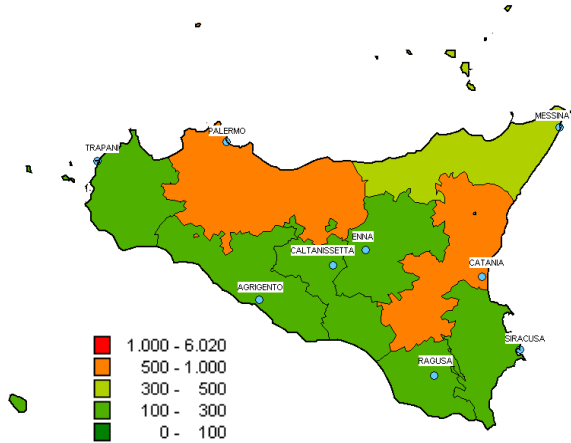 MESSINA
PALERMO
TRAPANI
ENNA
CALTANISSETTA
CATANIA
AGRIGENTO
SIRACUSA
RAGUSA
1.000 - 6.020
500 - 1.000
300 - 500
100 - 300
0 - 100